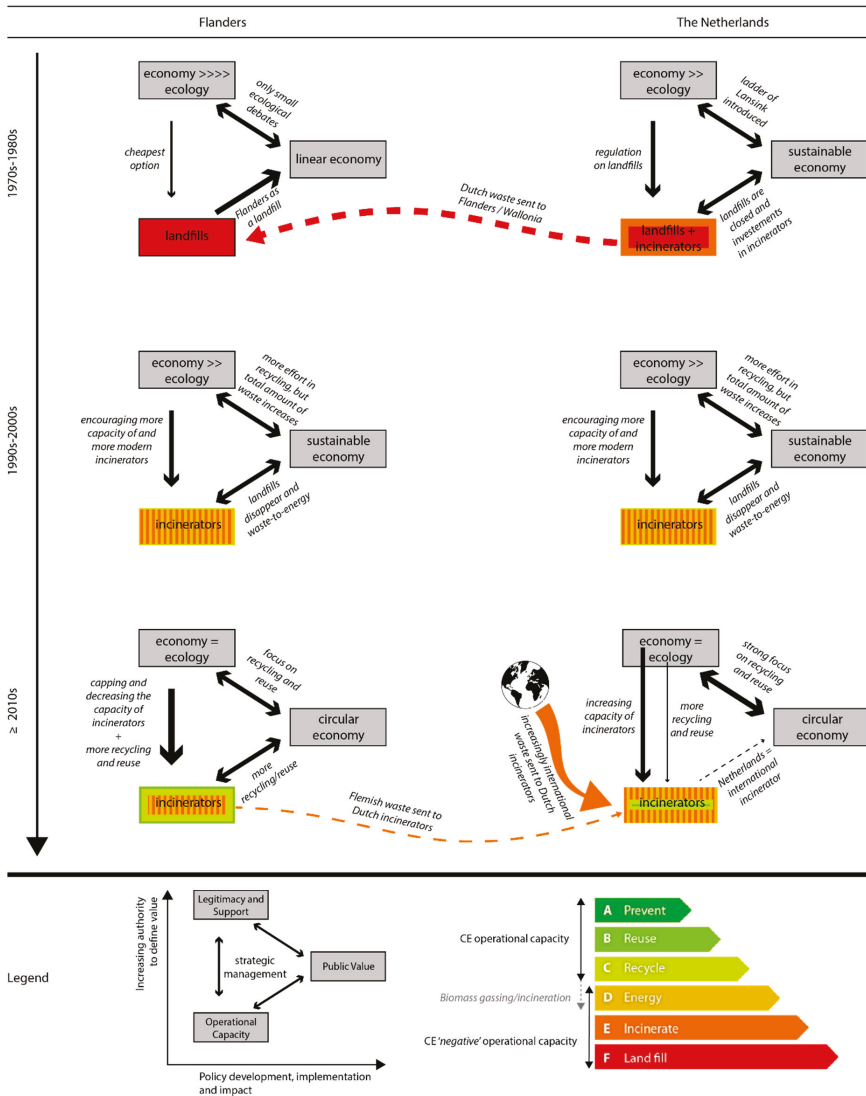 Flanders
The Netherlands
1970s-1980s
economy >>>>
ecology
only small
ecological
debates
cheapest
option
linear economy
Flanders as
a landfill
landfills
Dutch waste sent to
Flanders / Wallonia
economy >>
ecology
ladder of
Lansink
introduced
regulation
on landfills
sustainable
economy
landfills are
closed and
investements
in incinerators
landfills +
incinerators
1990s-2000s
economy >>
ecology
more effort in
recycling, but
total amount of
waste increases
encouraging more
capacity of and
more modern
incinerators
sustainable
economy
landfills
disappear and
waste-to-energy
incinerators
economy >>
ecology
more effort in
recycling, but
total amount of
waste increases
encouraging more
capacity of and
more modern
incinerators
sustainable
economy
landfills
disappear and
waste-to-energy
incinerators
≥ 2010s
economy =
ecology
focus on
recycling and
reuse
capping and
decreasing the
capacity of
incinerators
+
more recycling
and reuse
circular
economy
more
recycling/reuse
incinerators
Flemish waste sent to
Dutch incinerators
increasingly international
waste sent to Dutch
incinerators
economy =
ecology
strong focus
on recycling
and reuse
increasing
capacity of
incinerators
more
recycling
and reuse
circular
economy
Netherlands =
international
incinerator
incinerators
Legend
Increasing authority
to define value
Legitimacy and
Support
strategic
management
Public Value
Operational
Capacity
Policy development, implementation
and impact
CE operational capacity
Biomass gassing/incineration
CE 'negative' operational capacity
A Prevent
B Reuse
C Recycle
D Energy
E Incinerate
F Land fill